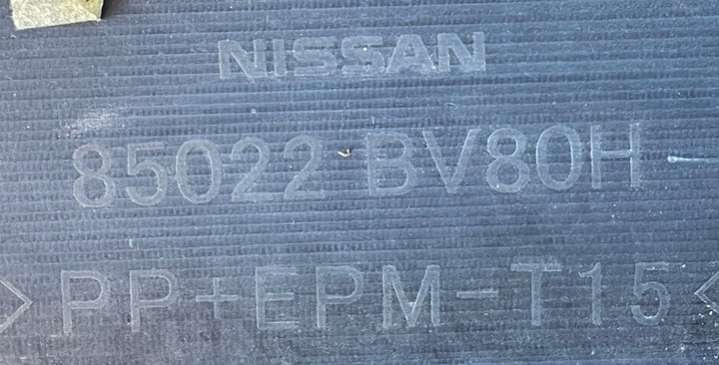 NISSAN
85022 BV80H
>PP+EPM-T15<